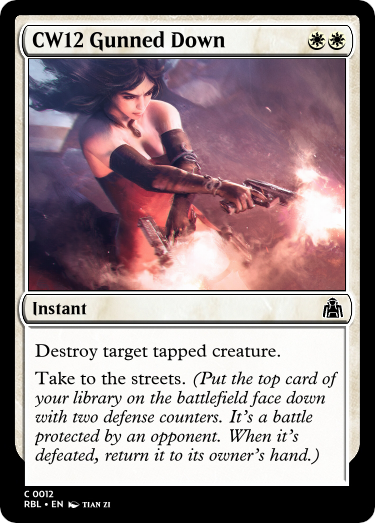 CW12 Gunned Down
Instant
Destroy target tapped creature.
Take to the streets. (Put the top card of
your library on the battlefield face down
with two defense counters. It's a battle
protected by an opponent. When it's
defeated, return it to its owner's hand.)
C 0012
RBL • EN TIAN ZI